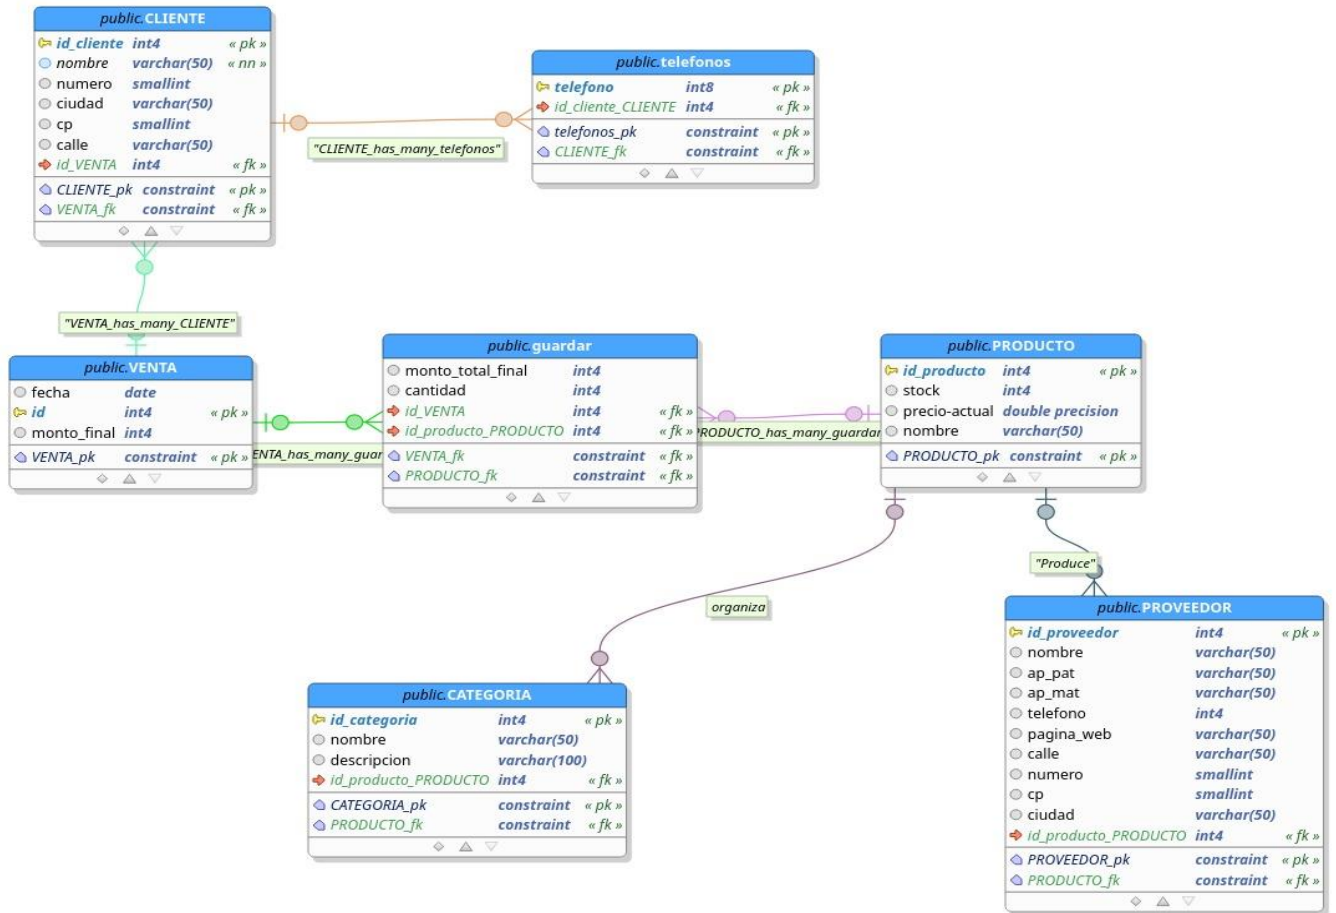 public.CLIENTE
id_cliente int4 « pk »
nombre varchar(50) « nn »
numero smallint
ciudad varchar(50)
cp smallint
calle varchar(50)
id_VENTA int4 « fk »
CLIENTE_pk constraint « pk »
VENTA_fk constraint « fk »
public.telefonos
telefono int8 « pk »
id_cliente_CLIENTE int4 « fk »
telefonos_pk constraint « pk »
CLIENTE_fk constraint « fk »
"CLIENTE_has_many_telefonos"
"VENTA_has_many_CLIENTE"
public.VENTA
fecha date
id int4 « pk »
monto_final int4
VENTA_pk constraint « pk »
ENTA_has_many_guar
public.guardar
monto_total_final int4
cantidad int4
id_VENTA int4 « fk »
id_producto_PRODUCTO int4 « fk »
VENTA_fk constraint « fk »
PRODUCTO_fk constraint « fk »
PRODUCTO_has_many_guardar
public.PRODUCTO
id_producto int4 « pk »
stock int4
precio-actual double precision
nombre varchar(50)
PRODUCTO_pk constraint « pk »
organiza
"Produce"
public.CATEGORIA
id_categoria int4 « pk »
nombre varchar(50)
descripcion varchar(100)
id_producto_PRODUCTO int4 « fk »
CATEGORIA_pk constraint « pk »
PRODUCTO_fk constraint « fk »
public.PROVEEDOR
id_proveedor int4 « pk »
nombre varchar(50)
ap_pat varchar(50)
ap_mat varchar(50)
telefono int4
pagina_web varchar(50)
calle varchar(50)
numero smallint
cp smallint
ciudad varchar(50)
id_producto_PRODUCTO int4 « fk »
PROVEEDOR_pk constraint « pk »
PRODUCTO_fk constraint « fk »